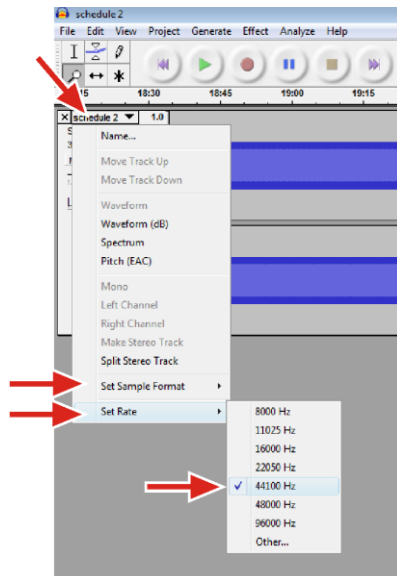 schedule 2
File Edit View Project Generate Effect Analyze Help
15 18:30 18:45 19:00 19:15
X schedule 2 1.0
Name...
Move Track Up
Move Track Down
Waveform
Waveform (dB)
Spectrum
Pitch (EAC)
Mono
Left Channel
Right Channel
Make Stereo Track
Split Stereo Track
Set Sample Format
Set Rate
8000 Hz
11025 Hz
16000 Hz
22050 Hz
44100 Hz
48000 Hz
96000 Hz
Other...